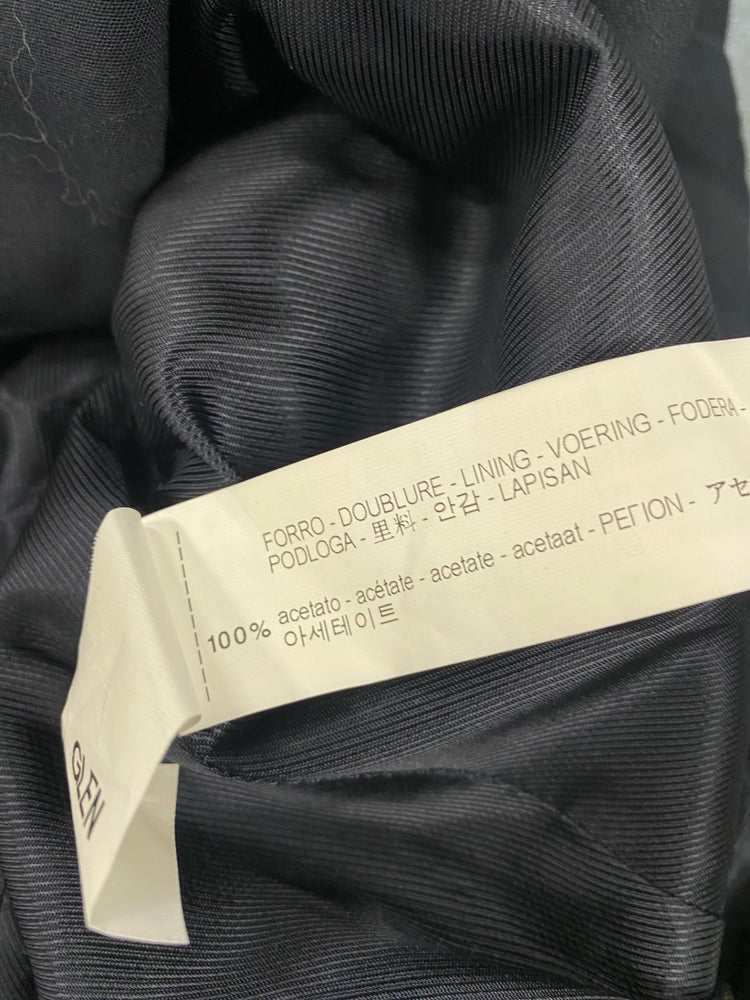 FORRO - DOUBLURE - LINING - VOERING - FODERA -
PODLOGA - 里料 - 안감 - LAPISAN
100% acetato - acétate - acetate - acetaat - ΡΕΓΙΟΝ - アセ
아세테이트
GLEN